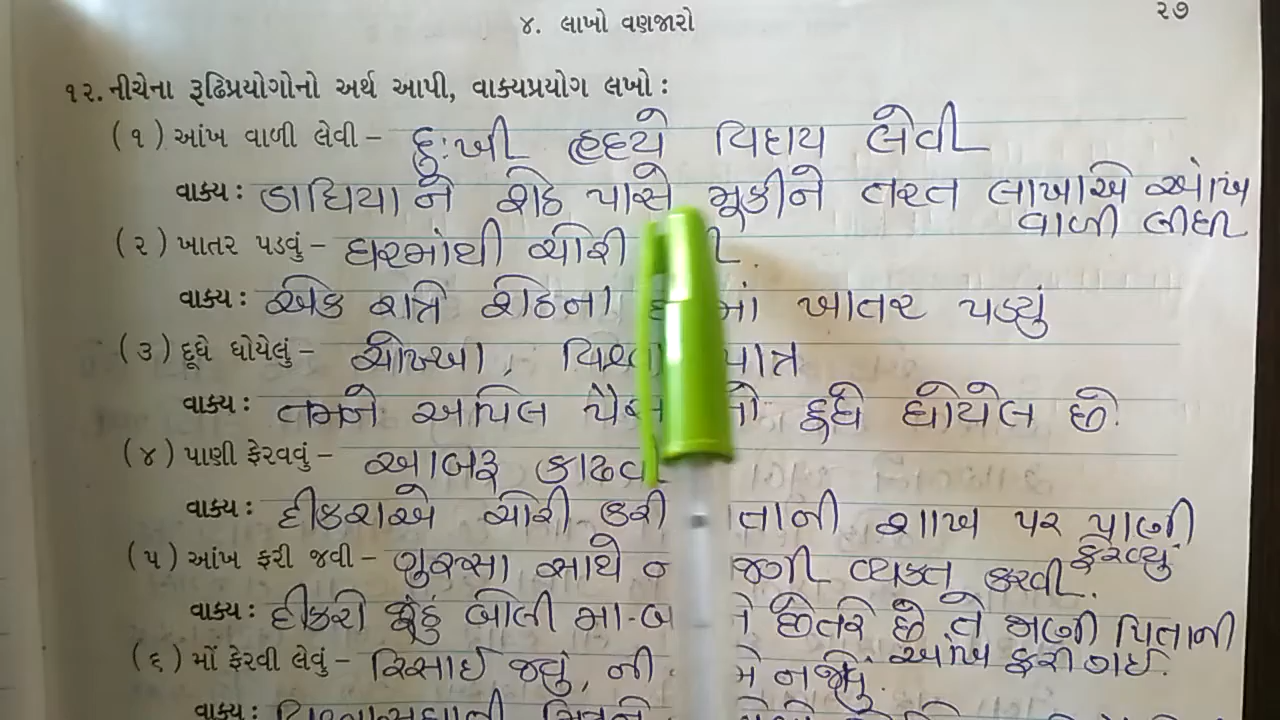 ૪. લાખો વણજારો
૨૭
૧૨. નીચેના રૂઢિપ્રયોગોનો અર્થ આપી, વાક્યપ્રયોગ લખો :
(૧) આંખ વાળી લેવી – દુઃખી હૃદયે વિદાય લેવી
વાક્ય : ડાઘિયા ને શેઠ પાસે મૂકીને તરત લાખાએ આંખ
વાળી લીધી
(૨) ખાતર પડવું – ઘરમાંથી ચોરી
વાક્ય : એક રાત્રે શેઠના માં ખાતર પડ્યું
(૩) દૂધે ધોયેલું – ચોખ્ખા, પાત્ર
વાક્ય : તમને આપેલ તો દૂધે ધોયેલ છે.
(૪) પાણી ફેરવવું – આબરૂ
વાક્ય : દીકરાએ ચોરી કરી શાખ પર પાણી
ફેરવ્યું
(૫) આંખ ફરી જવી – ગુસ્સા સાથે વ્યક્ત કરવી.
વાક્ય : દીકરો જૂઠું બોલી છેતરે છે તે જાણી પિતાની
આંખ ફરી ગઈ.
(૬) મોં ફેરવી લેવું – રિસાઈ જવું, ની મે ન જોવું.
વાક્ય :